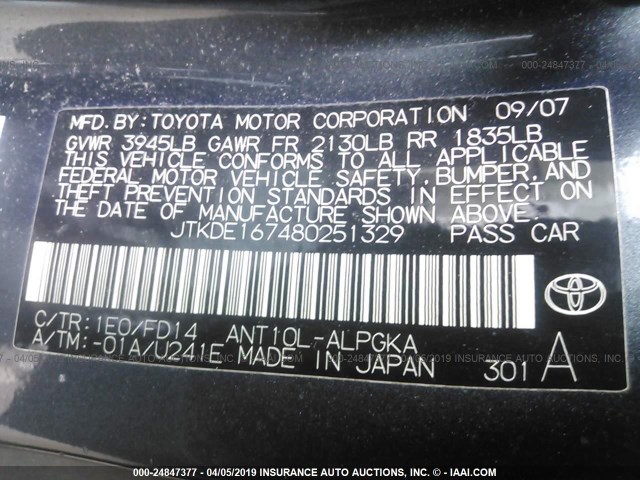 MFD.BY:TOYOTA MOTOR CORPORATION 09/07
GVWR 3945LB GAWR FR 2130LB RR 1835LB
THIS VEHICLE CONFORMS TO ALL APPLICABLE
FEDERAL MOTOR VEHICLE SAFETY,BUMPER,AND
THEFT PREVENTION STANDARDS IN EFFECT ON
THE DATE OF MANUFACTURE SHOWN ABOVE.
JTKDE167480251329 PASS CAR
C/TR:1E0/FD14 ANT10L-ALPGKA
A/TM:-01A/U241E MADE IN JAPAN 301 A
000-24847377 - 04/05/2019 INSURANCE AUTO AUCTIONS, INC. - © - IAAI.COM